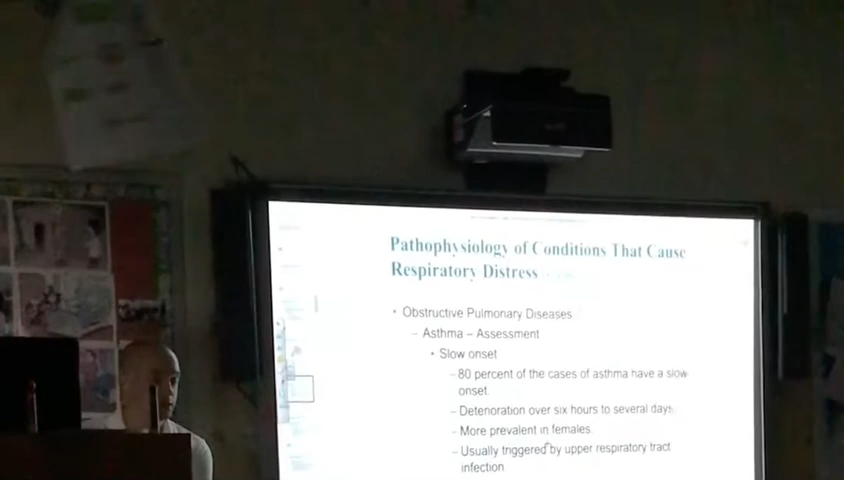 Pathophysiology of Conditions That Cause
Respiratory Distress
• Obstructive Pulmonary Diseases
– Asthma – Assessment
• Slow onset
– 80 percent of the cases of asthma have a slow
onset.
– Deterioration over six hours to several days.
– More prevalent in females.
– Usually triggered by upper respiratory tract
infection